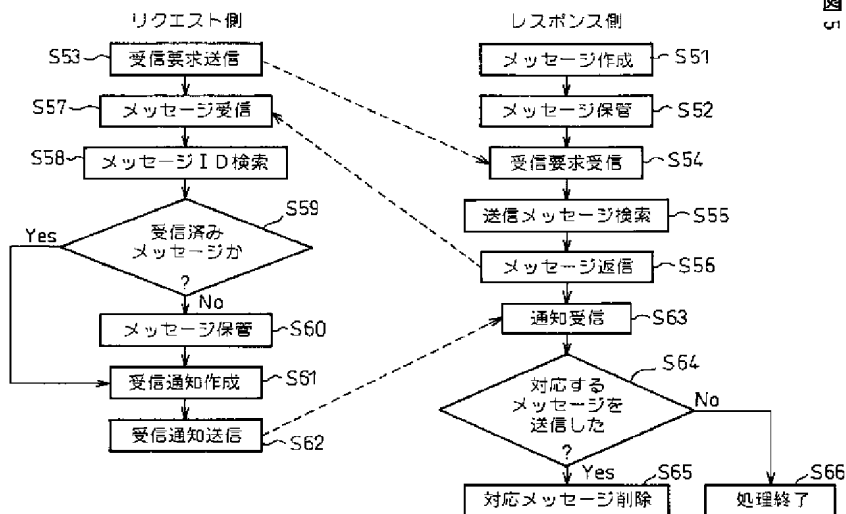 図5
リクエスト側
S53 受信要求送信
S57 メッセージ受信
S58 メッセージID検索
S59
受信済み
メッセージか
?
Yes
No
メッセージ保管 S60
受信通知作成 S61
受信通知送信 S62
レスポンス側
メッセージ作成 S51
メッセージ保管 S52
受信要求受信 S54
送信メッセージ検索 S55
メッセージ返信 S56
通知受信 S63
S64
対応する
メッセージを
送信した
?
No
Yes
S65
対応メッセージ削除
S66
処理終了